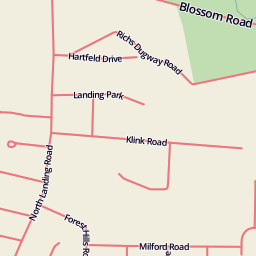 Blossom Road
Richs Dugway Road
Hartfeld Drive
Landing Park
Klink Road
North Landing Road
Forest Hills Ro
Milford Road